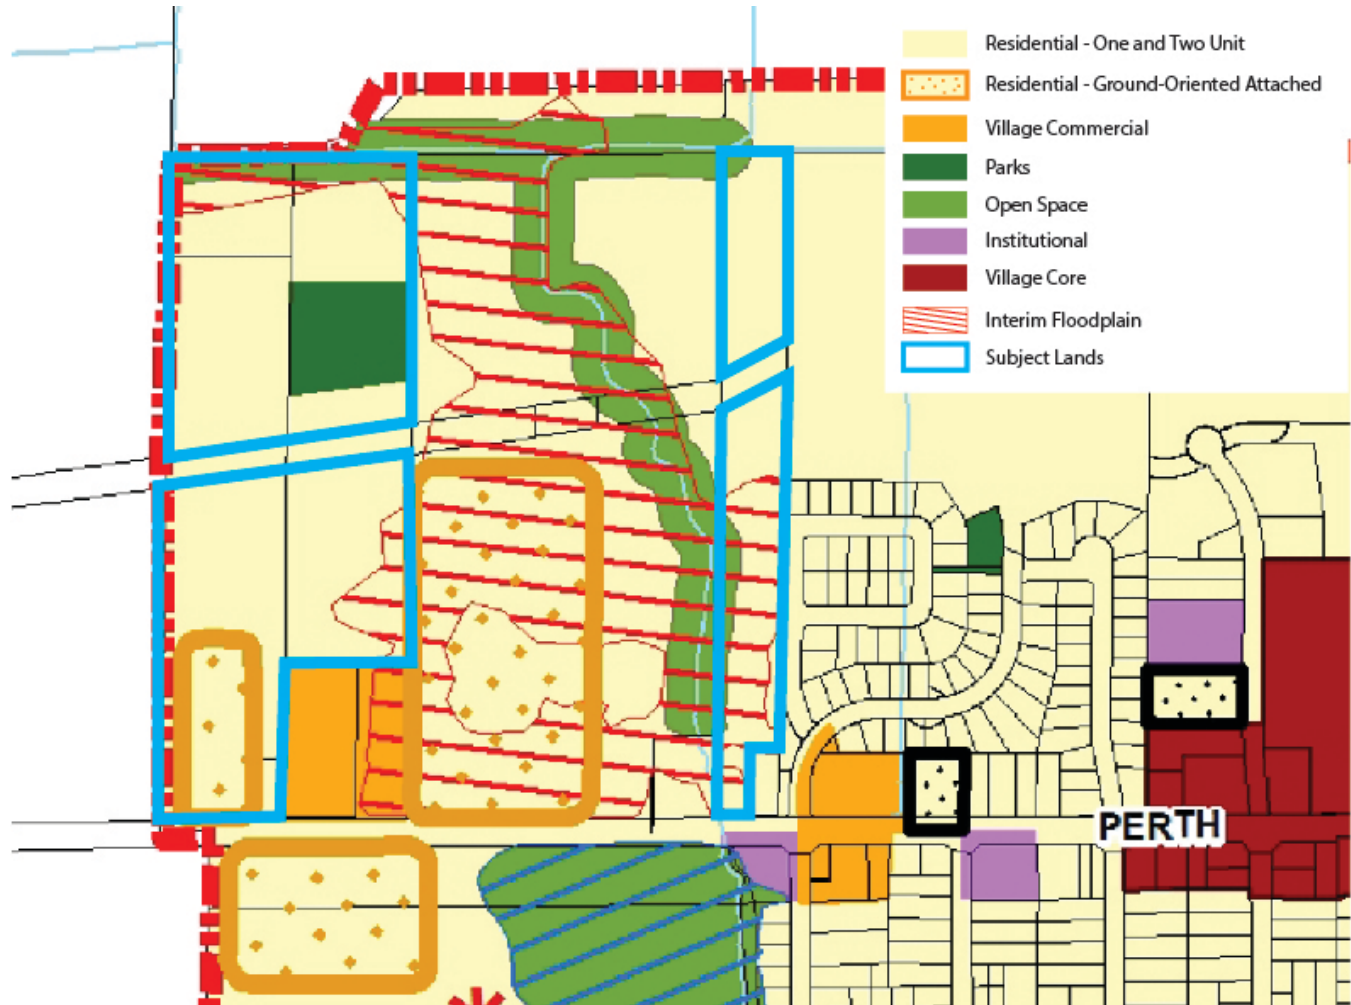 Residential - One and Two Unit
Residential - Ground-Oriented Attached
Village Commercial
Parks
Open Space
Institutional
Village Core
Interim Floodplain
Subject Lands
PERTH